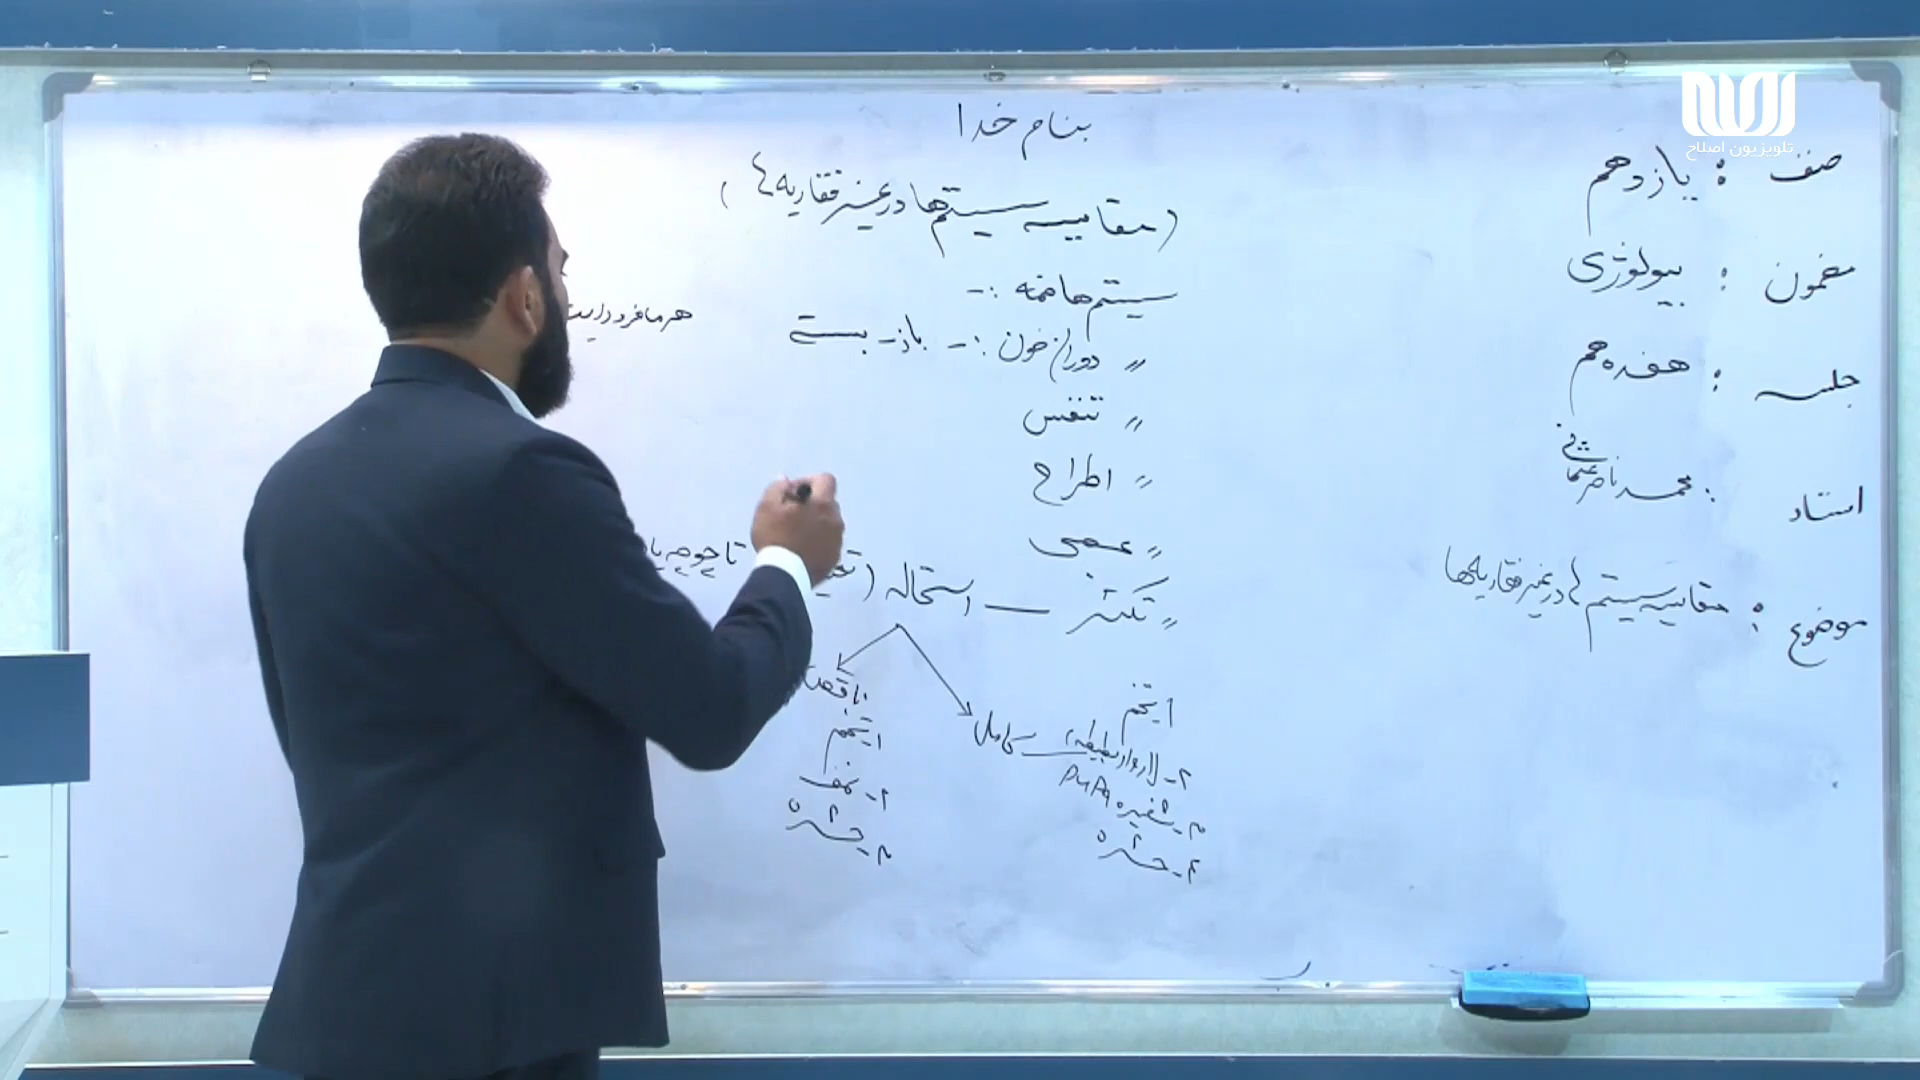 بنام خدا
صنف : یازدهم
مضمون : بیولوژی
جلسه : هفدهم
استاد : محمد ناصر عثمانی
موضوع : مقایسه سیستم ها در غیر فقاریه ها
(مقایسه سیستم ها در غیر فقاریه ها)
سیستم هاضمه :-
〃 دوران خون :- باز - بسته
هرمافرودایت
〃 تنفس
〃 اطراح
〃 عصبی
〃 تکثر — استحاله (
ناقص
۱ تخم
۲- نمف
۳- حشره
کامل
۱ تخم
۲- لاروا
۳- شفیره
۴- حشره
تلویزیون اصلاح